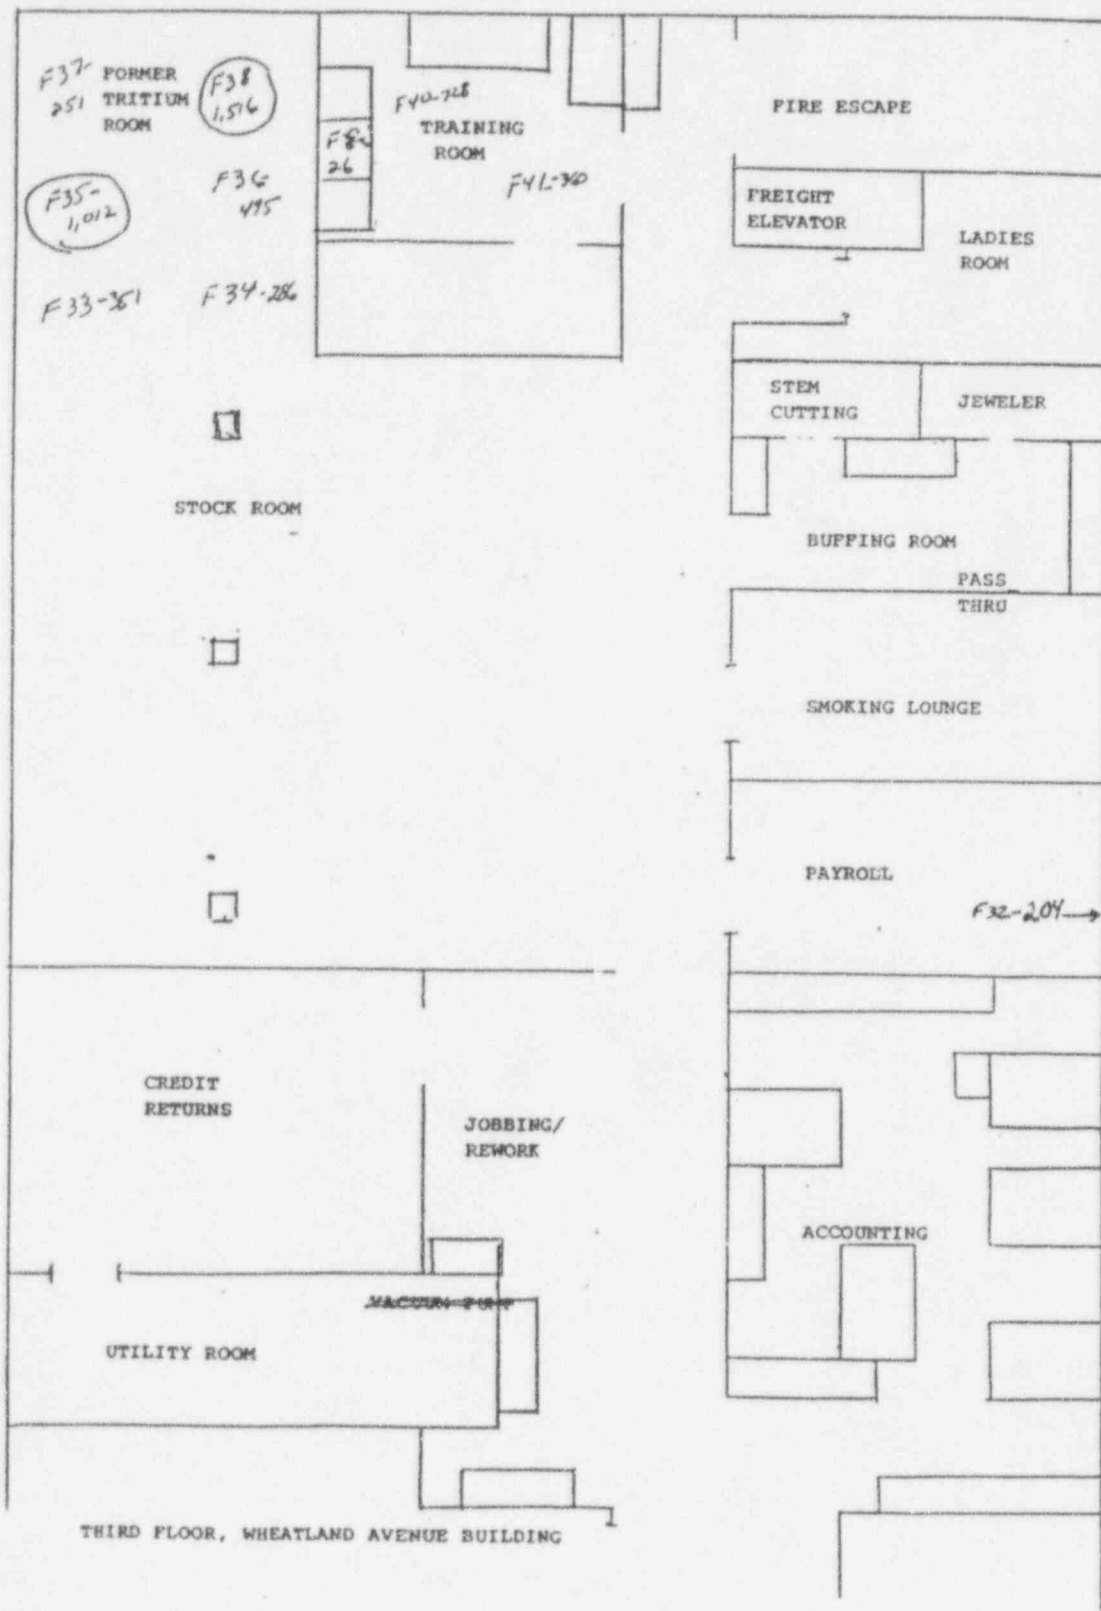 F37-
251
FORMER
TRITIUM
ROOM
F38
1,516
F40-728
TRAINING
ROOM
26
F41-360
FIRE ESCAPE
F35-
1,012
F36-
495
FREIGHT
ELEVATOR
LADIES
ROOM
F33-351
F34-286
STEM
CUTTING
JEWELER
STOCK ROOM
BUFFING ROOM
PASS
THRU
SMOKING LOUNGE
PAYROLL
F32-204
CREDIT
RETURNS
JOBBING/
REWORK
ACCOUNTING
VACUUM PUMP
UTILITY ROOM
THIRD FLOOR, WHEATLAND AVENUE BUILDING